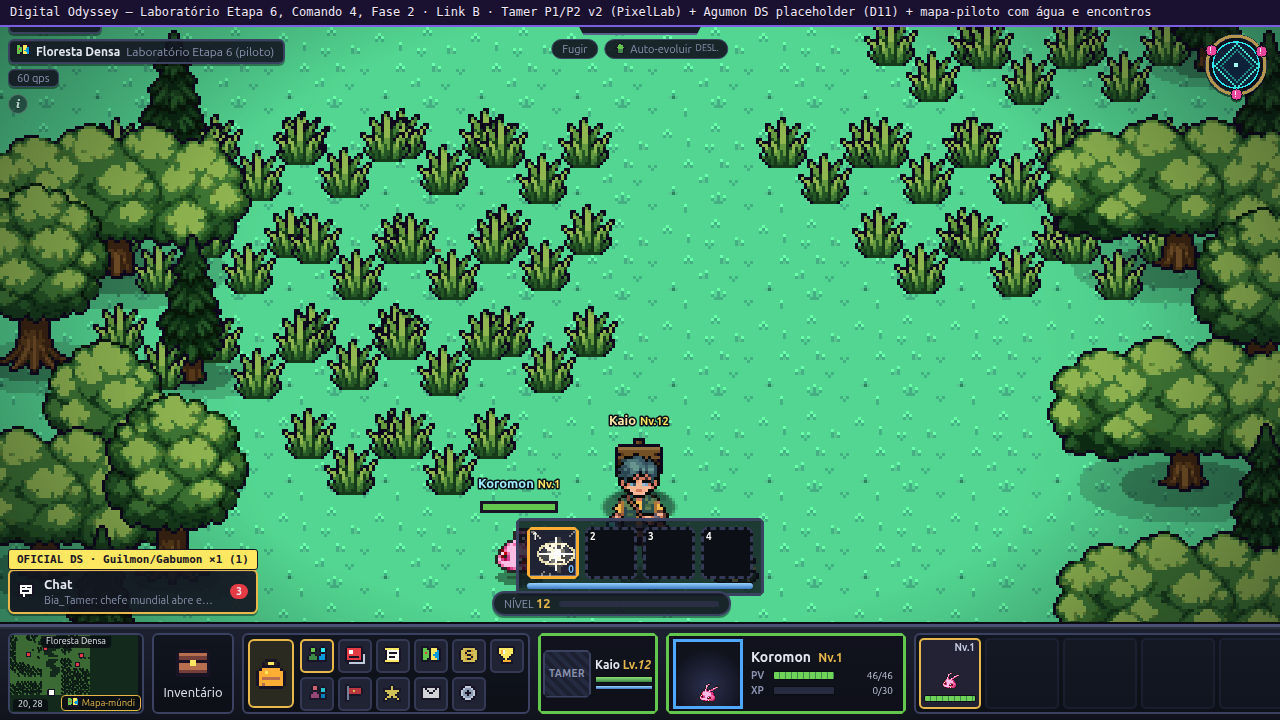 Digital Odyssey — Laboratório Etapa 6, Comando 4, Fase 2 · Link B · Tamer P1/P2 v2 (PixelLab) + Agumon DS placeholder (D11) + mapa-piloto com água e encontros
Floresta Densa Laboratório Etapa 6 (piloto)
Fugir
Auto-evoluir DESL.
60 qps
i
Kaio Nv.12
Koromon Nv.1
1 2 3 4
0
NÍVEL 12
OFICIAL DS · Guilmon/Gabumon ×1 (1)
Chat
Bia_Tamer: chefe mundial abre e...
3
Floresta Densa
20, 28
Mapa-múndi
Inventário
TAMER
Kaio Lv.12
Koromon Nv.1
PV 46/46
XP 0/30
Nv.1